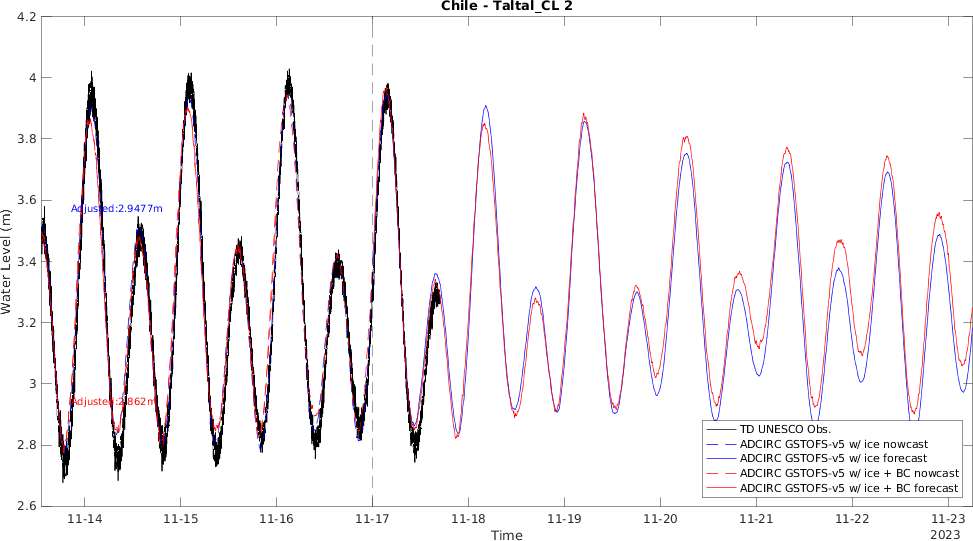 Chile - Taltal_CL 2
4.2
4
3.8
3.6
3.4
3.2
3
2.8
2.6
Water Level (m)
Adjusted:2.9477m
Adjusted:2.862m
TD UNESCO Obs.
ADCIRC GSTOFS-v5 w/ ice nowcast
ADCIRC GSTOFS-v5 w/ ice forecast
ADCIRC GSTOFS-v5 w/ ice + BC nowcast
ADCIRC GSTOFS-v5 w/ ice + BC forecast
11-14 11-15 11-16 11-17 11-18 11-19 11-20 11-21 11-22 11-23
Time 2023